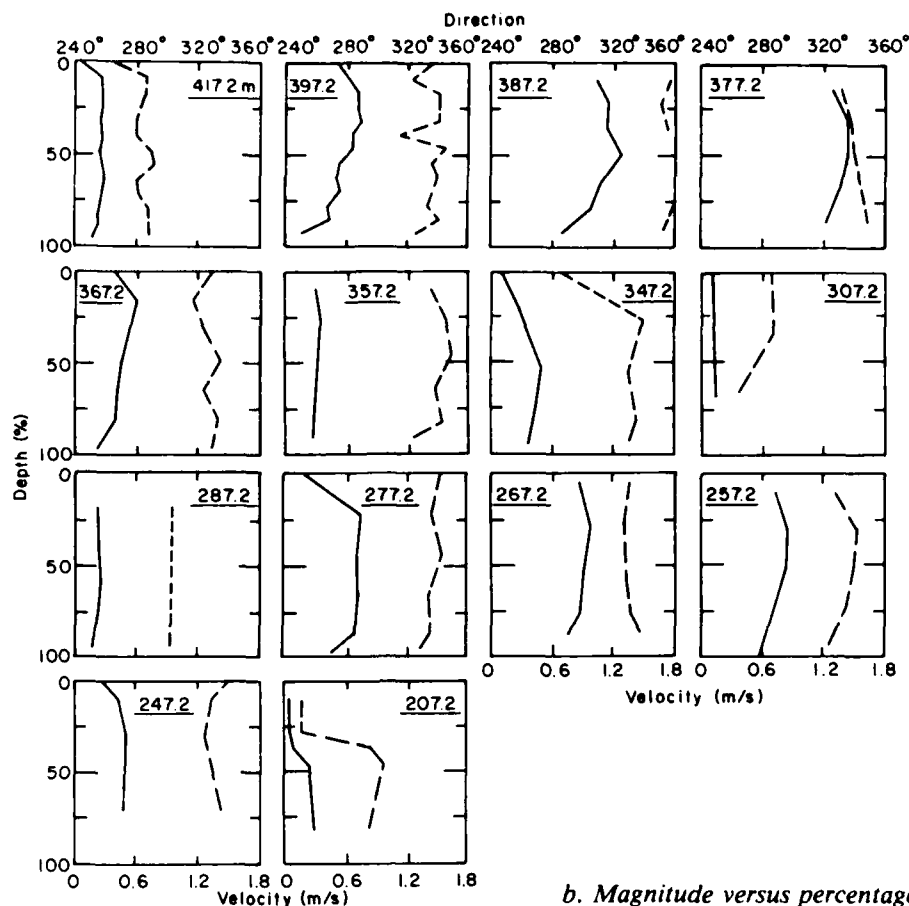 Direction
240° 280° 320° 360° 280° 320° 240° 280° 320° 360° 240° 280° 320° 360°
0 417.2 m 397.2 387.2 377.2
50
100
0 367.2 357.2 347.2 307.2
50
100
0 287.2 277.2 267.2 257.2
50
100
0 0.6 1.2 1.8 0 0.6 1.2 1.8
Velocity (m/s) Velocity (m/s)
0 247.2 207.2
50
100
0 0.6 1.2 1.8 0 0.6 1.2 1.8
Velocity (m/s) Velocity (m/s)
Depth (%)
b. Magnitude versus percentage